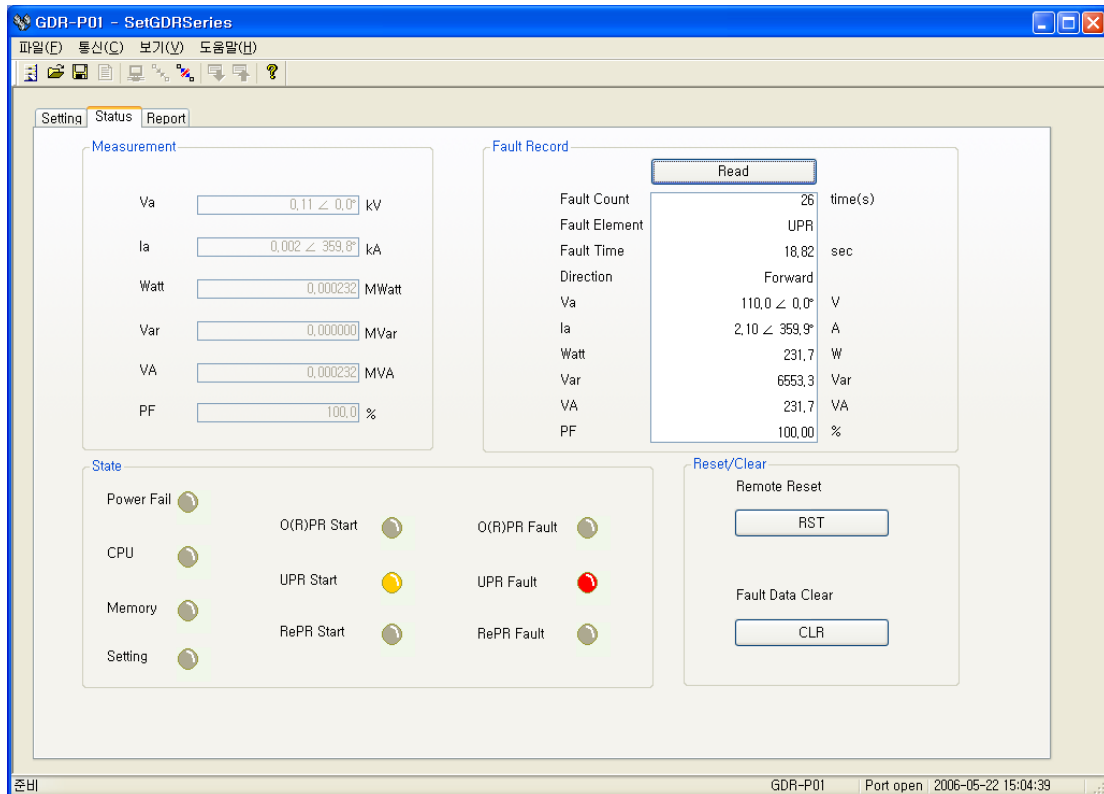 GDR-P01 - SetGDRSeries
파일(F) 통신(C) 보기(V) 도움말(H)
Setting Status Report
Measurement
Va 0,11 ∠ 0,0° kV
Ia 0,002 ∠ 359,8° kA
Watt 0,000232 MWatt
Var 0,000000 MVar
VA 0,000232 MVA
PF 100,0 %
Fault Record
Read
Fault Count 26 time(s)
Fault Element UPR
Fault Time 18,82 sec
Direction Forward
Va 110,0 ∠ 0,0° V
Ia 2,10 ∠ 359,9° A
Watt 231,7 W
Var 6553,3 Var
VA 231,7 VA
PF 100,00 %
State
Power Fail
CPU
Memory
Setting
O(R)PR Start
UPR Start
RePR Start
O(R)PR Fault
UPR Fault
RePR Fault
Reset/Clear
Remote Reset
RST
Fault Data Clear
CLR
준비 GDR-P01 Port open 2006-05-22 15:04:39